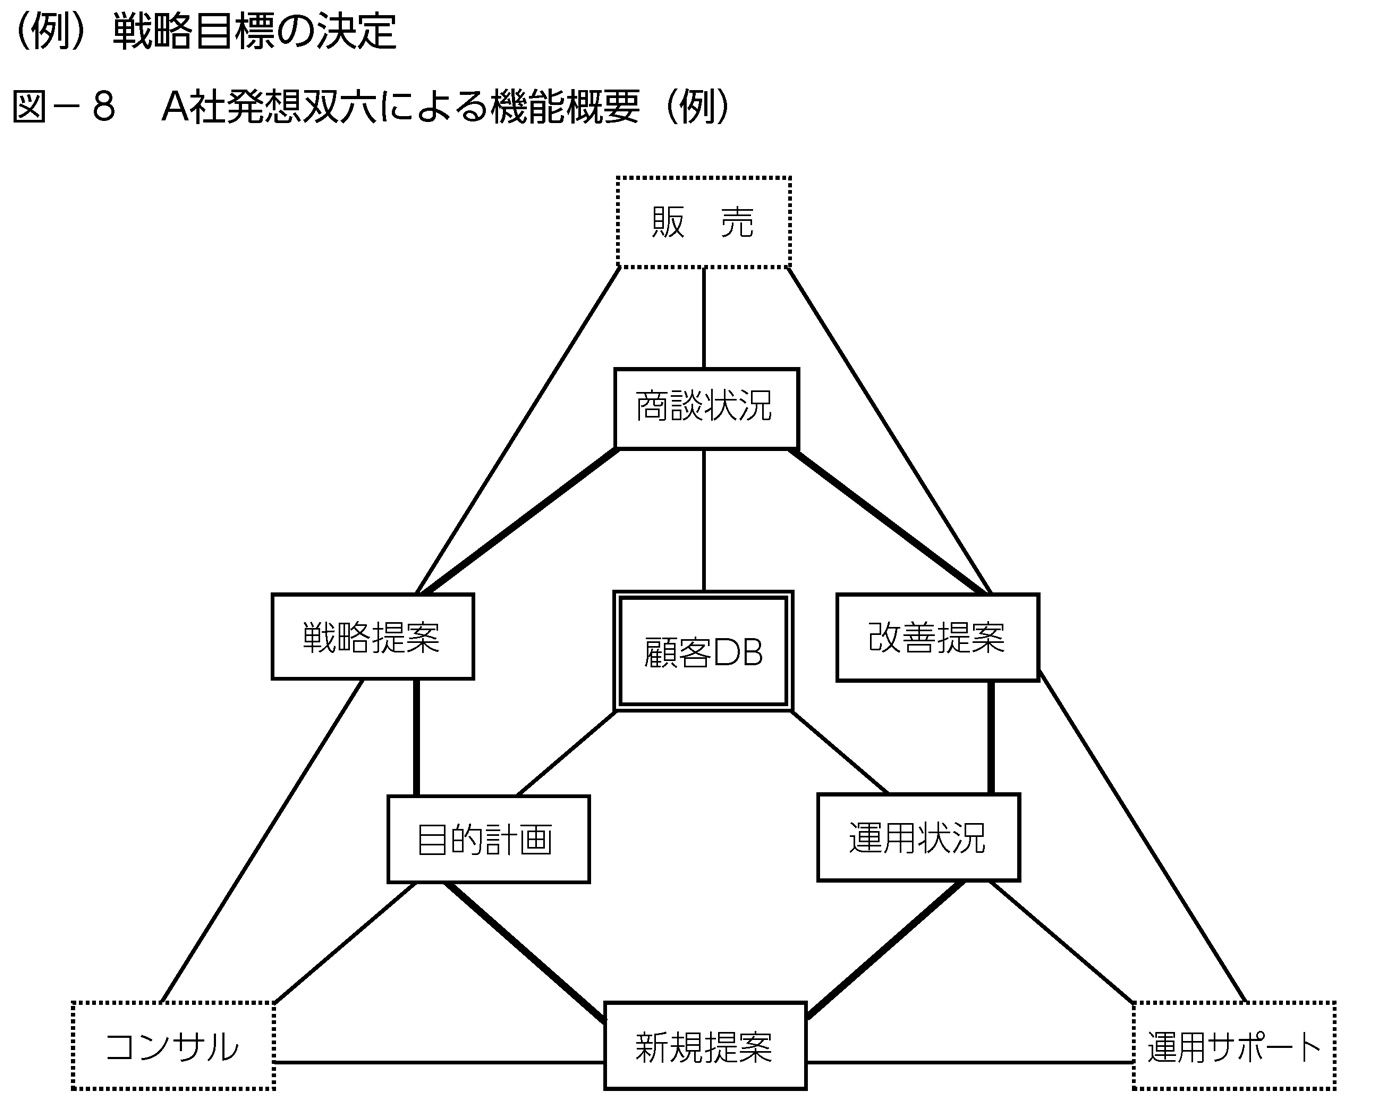 （例）戦略目標の決定
図－８　A社発想双六による機能概要（例）
販　売
商談状況
戦略提案
顧客DB
改善提案
目的計画
運用状況
コンサル
新規提案
運用サポート